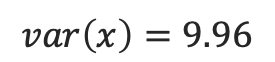 var(x) = 9.96